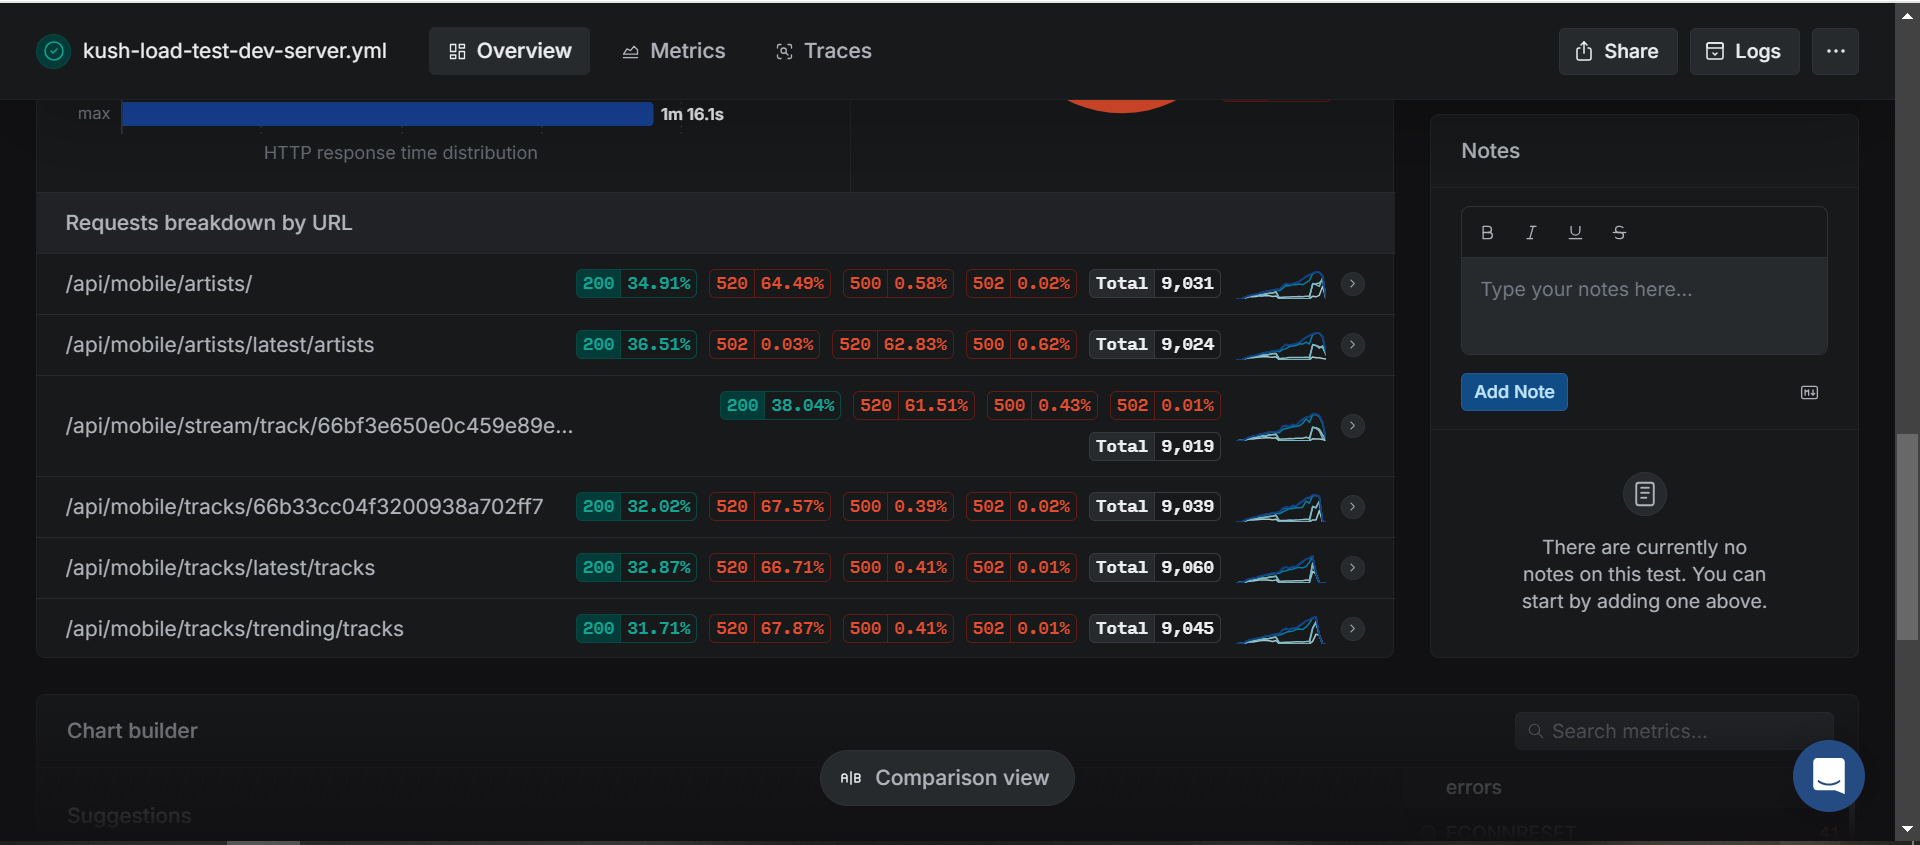 kush-load-test-dev-server.yml Overview Metrics Traces Share Logs
max 1m 16.1s
HTTP response time distribution
Requests breakdown by URL
/api/mobile/artists/ 200 34.91% 520 64.49% 500 0.58% 502 0.02% Total 9,031
/api/mobile/artists/latest/artists 200 36.51% 502 0.03% 520 62.83% 500 0.62% Total 9,024
/api/mobile/stream/track/66bf3e650e0c459e89e... 200 38.04% 520 61.51% 500 0.43% 502 0.01%
Total 9,019
/api/mobile/tracks/66b33cc04f3200938a702ff7 200 32.02% 520 67.57% 500 0.39% 502 0.02% Total 9,039
/api/mobile/tracks/latest/tracks 200 32.87% 520 66.71% 500 0.41% 502 0.01% Total 9,060
/api/mobile/tracks/trending/tracks 200 31.71% 520 67.87% 500 0.41% 502 0.01% Total 9,045
Notes
B I U S
Type your notes here...
Add Note
There are currently no
notes on this test. You can
start by adding one above.
Chart builder
Search metrics...
A|B Comparison view
errors
Suggestions
ECONNRESET 41